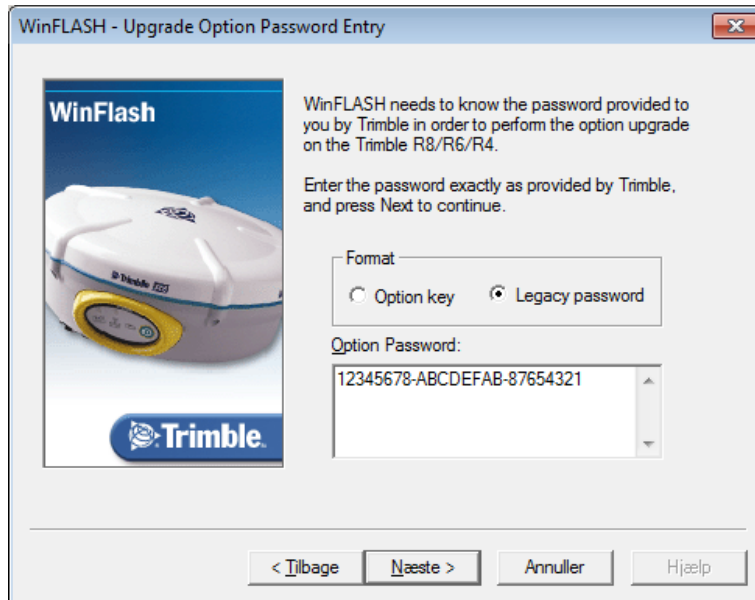 WinFLASH - Upgrade Option Password Entry
WinFlash
Trimble
Trimble.
WinFLASH needs to know the password provided to
you by Trimble in order to perform the option upgrade
on the Trimble R8/R6/R4.
Enter the password exactly as provided by Trimble,
and press Next to continue.
Format
Option key
Legacy password
Option Password:
12345678-ABCDEFAB-87654321
< Tilbage
Næste >
Annuller
Hjælp